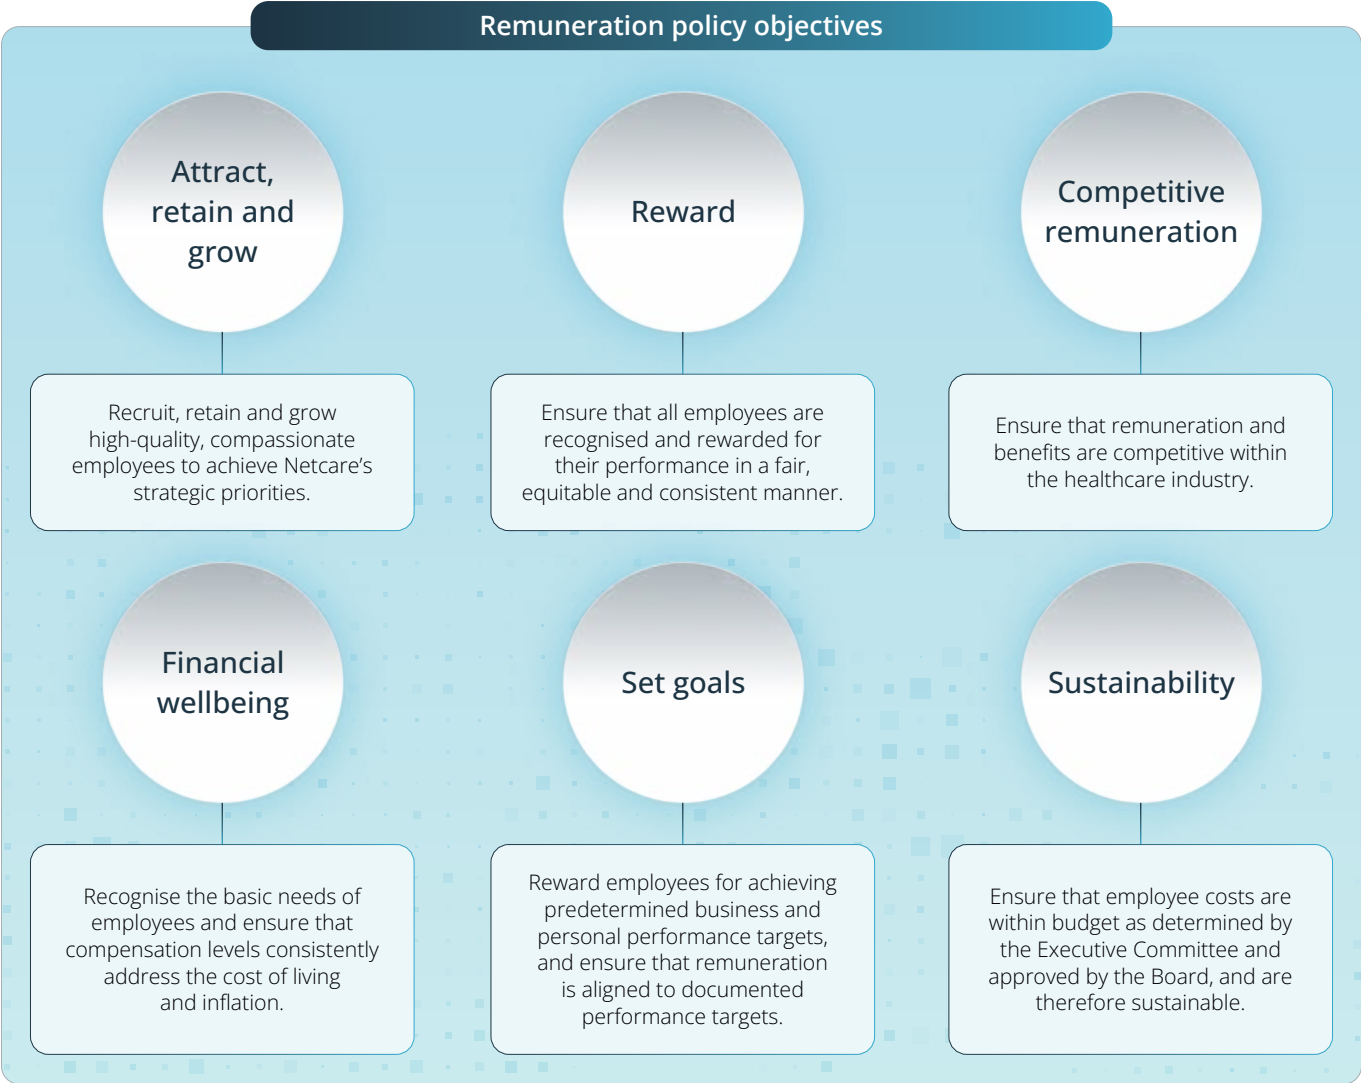 Remuneration policy objectives
Attract,
retain and
grow
Recruit, retain and grow
high-quality, compassionate
employees to achieve Netcare’s
strategic priorities.
Reward
Ensure that all employees are
recognised and rewarded for
their performance in a fair,
equitable and consistent manner.
Competitive
remuneration
Ensure that remuneration and
benefits are competitive within
the healthcare industry.
Financial
wellbeing
Recognise the basic needs of
employees and ensure that
compensation levels consistently
address the cost of living
and inflation.
Set goals
Reward employees for achieving
predetermined business and
personal performance targets,
and ensure that remuneration
is aligned to documented
performance targets.
Sustainability
Ensure that employee costs are
within budget as determined by
the Executive Committee and
approved by the Board, and are
therefore sustainable.